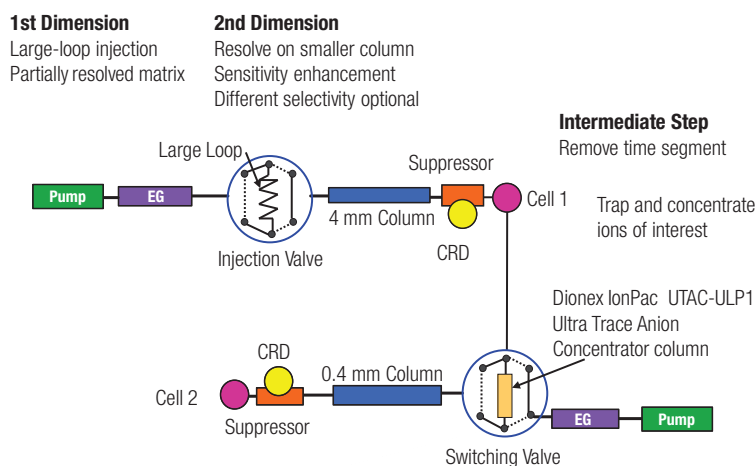 1st Dimension
Large-loop injection
Partially resolved matrix
2nd Dimension
Resolve on smaller column
Sensitivity enhancement
Different selectivity optional
Intermediate Step
Remove time segment
Trap and concentrate
ions of interest
Large Loop
Suppressor
Pump
EG
Cell 1
4 mm Column
CRD
Injection Valve
Dionex IonPac UTAC-ULP1
Ultra Trace Anion
Concentrator column
CRD
0.4 mm Column
Cell 2
Suppressor
EG
Pump
Switching Valve